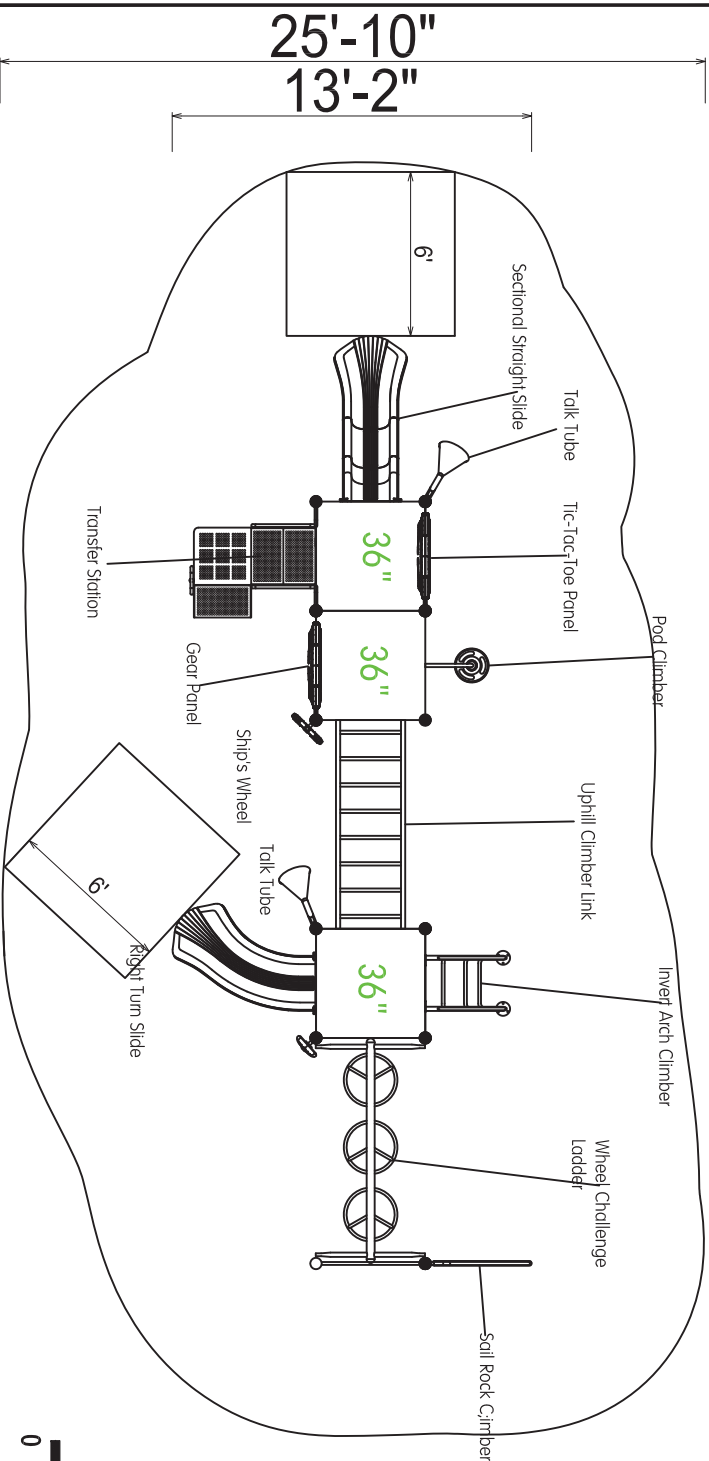 25'-10"
13'-2"
6'
Sectional Straight Slide
Talk Tube
Tic-Tac-Toe Panel
36"
Transfer Station
Pod Climber
36"
Gear Panel
Ship's Wheel
Uphill Climber Link
6'
Talk Tube
Right Turn Slide
36"
Invert Arch Climber
Wheel Challenge
Ladder
Sail Rock C;imber
0